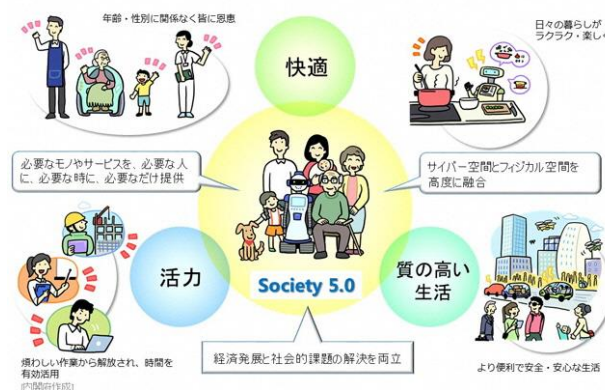 年齢・性別に関係なく皆に恩恵
快適
日々の暮らしが
ラクラク・楽しく
必要なモノやサービスを、必要な人
に、必要な時に、必要なだけ提供
サイバー空間とフィジカル空間を
高度に融合
活力
Society 5.0
質の高い
生活
煩わしい作業から解放され、時間を
有効活用
[内閣府作成]
経済発展と社会的課題の解決を両立
より便利で安全・安心な生活